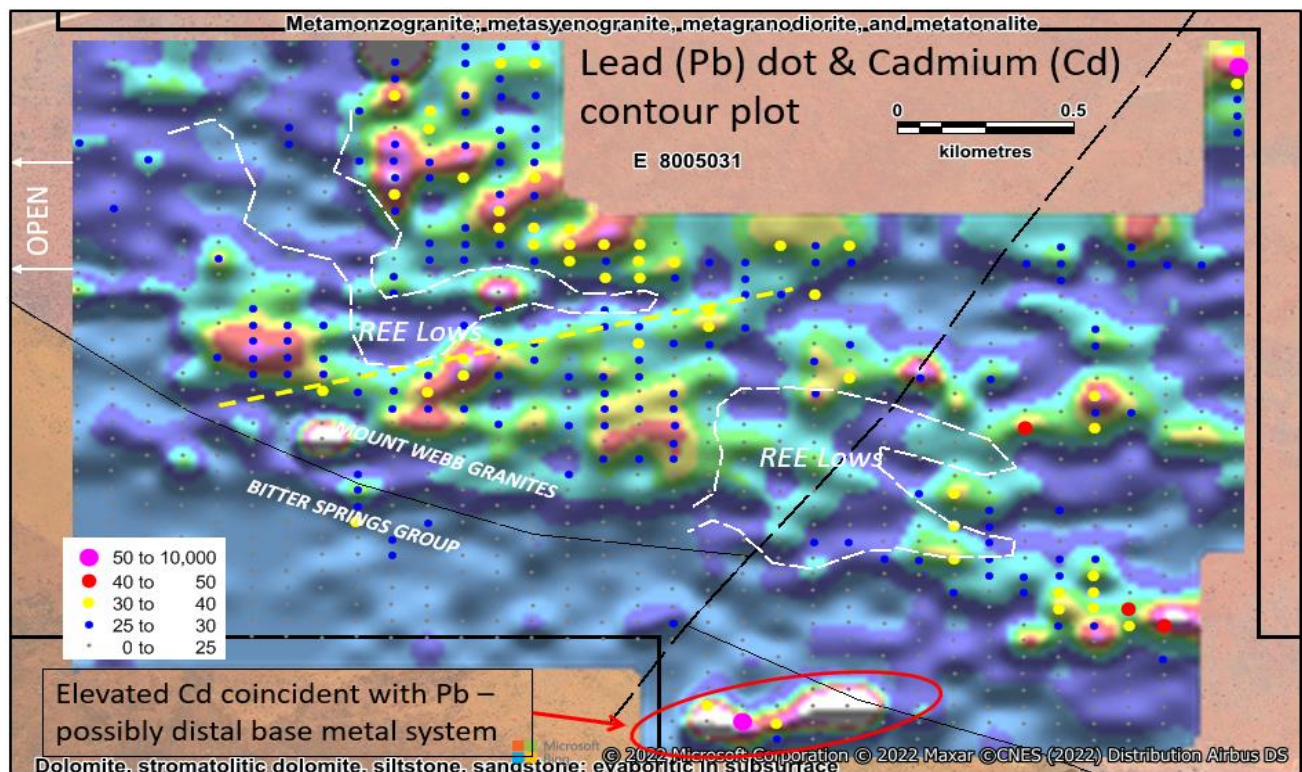 Metamonzogranite; metasyenogranite, metagranodiorite, and metatonalite
Lead (Pb) dot & Cadmium (Cd)
contour plot
0 0.5
kilometres
E 8005031
OPEN
REE Lows
REE Lows
MOUNT WEBB GRANITES
BITTER SPRINGS GROUP
50 to 10,000
40 to 50
30 to 40
25 to 30
0 to 25
Elevated Cd coincident with Pb –
possibly distal base metal system
Microsoft
Bing
© 2022 Microsoft Corporation © 2022 Maxar ©CNES (2022) Distribution Airbus DS
Dolomite, stromatolitic dolomite, siltstone, sandstone; evaporitic in subsurface